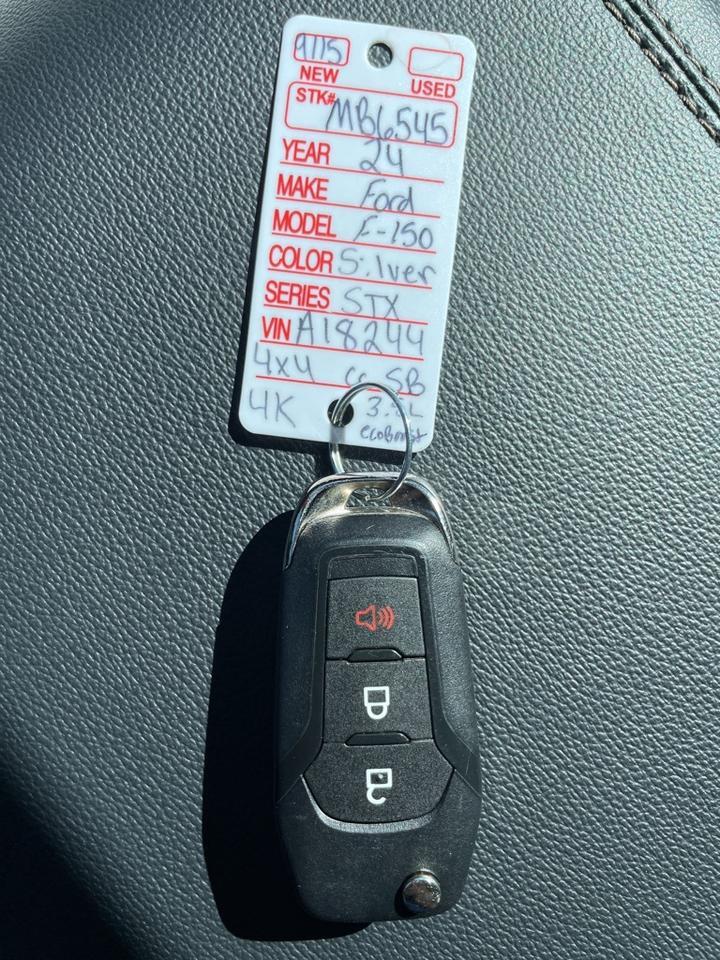 9115
NEW USED
STK# MB6545
YEAR 24
MAKE Ford
MODEL F-150
COLOR Silver
SERIES STX
VIN A18244
4x4 cc SB
4K
ecoBoost